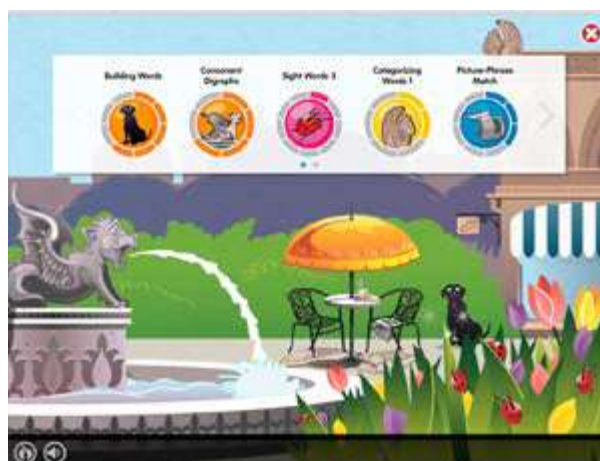 Building Words
Consonant
Digraphs
Sight Words 3
Categorizing
Words 1
Picture-Phrase
Match